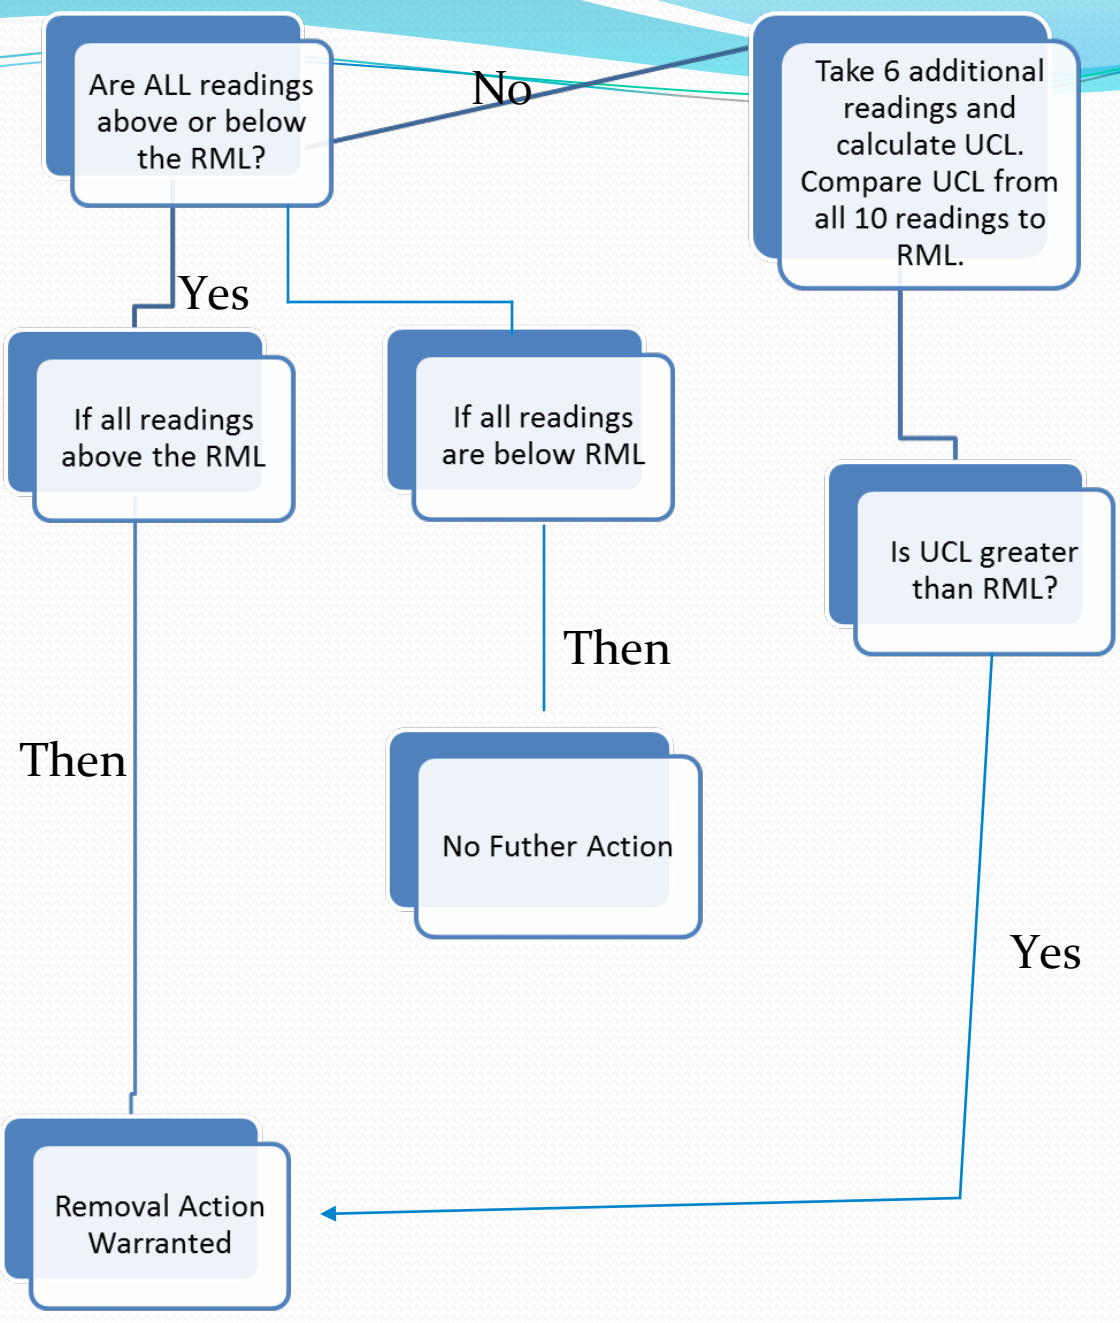 Are ALL readings
above or below
the RML?
No
Take 6 additional
readings and
calculate UCL.
Compare UCL from
all 10 readings to
RML.
Yes
If all readings
above the RML
If all readings
are below RML
Is UCL greater
than RML?
Then
Then
No Futher Action
Yes
Removal Action
Warranted